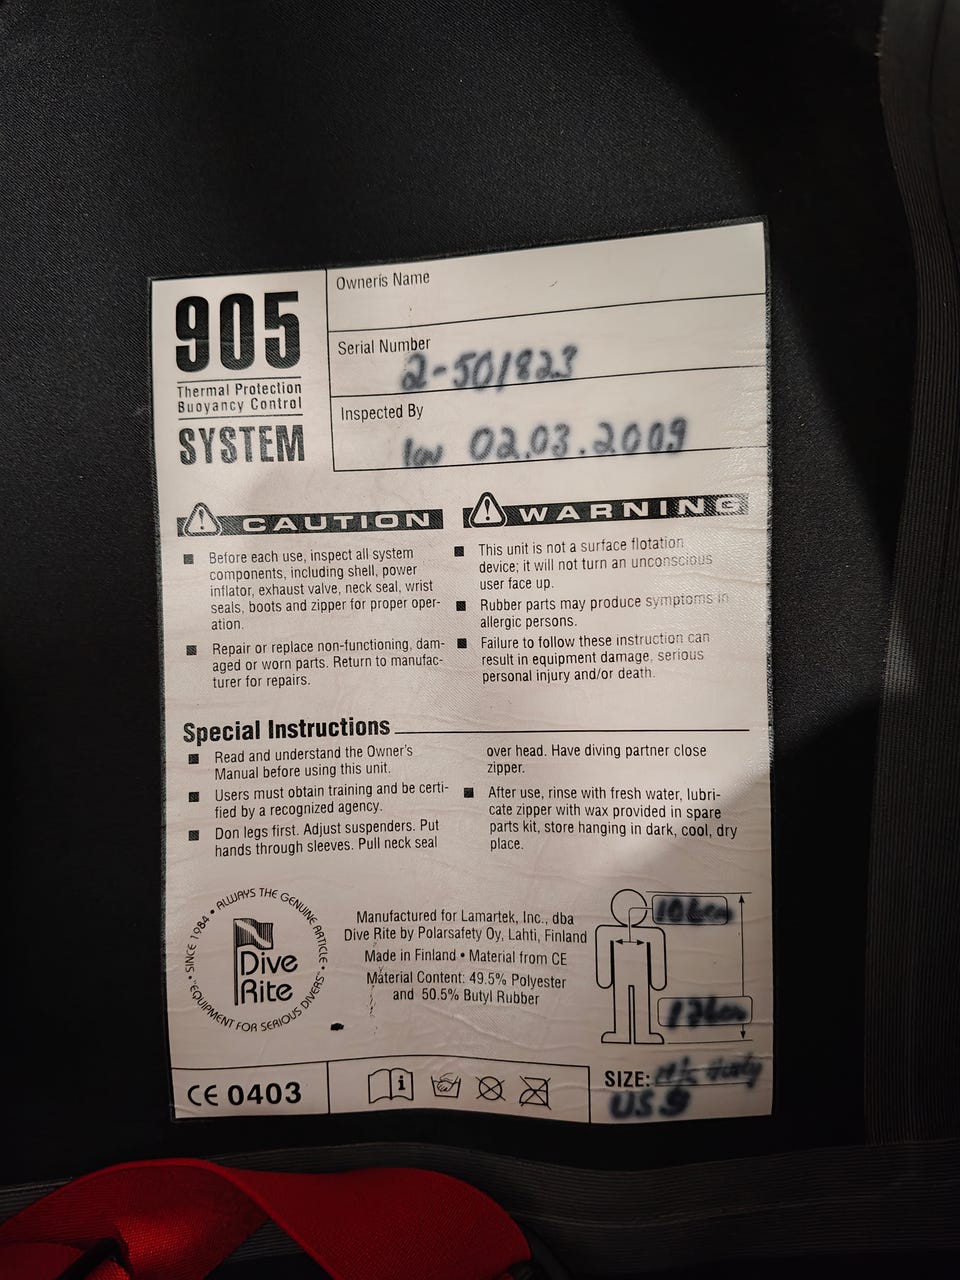 905
Thermal Protection
Buoyancy Control
SYSTEM
Ownerís Name
Serial Number
2-501823
Inspected By
02.03.2009
CAUTION
Before each use, inspect all system
components, including shell, power
inflator, exhaust valve, neck seal, wrist
seals, boots and zipper for proper oper-
ation.
Repair or replace non-functioning, dam-
aged or worn parts. Return to manufac-
turer for repairs.
WARNING
This unit is not a surface flotation
device; it will not turn an unconscious
user face up.
Rubber parts may produce symptoms in
allergic persons.
Failure to follow these instruction can
result in equipment damage, serious
personal injury and/or death.
Special Instructions
Read and understand the Owner's
Manual before using this unit.
Users must obtain training and be certi-
fied by a recognized agency.
Don legs first. Adjust suspenders. Put
hands through sleeves. Pull neck seal
over head. Have diving partner close
zipper.
After use, rinse with fresh water, lubri-
cate zipper with wax provided in spare
parts kit, store hanging in dark, cool, dry
place.
• SINCE 1984 • ALWAYS THE GENUINE ARTICLE •
Dive
Rite
"EQUIPMENT FOR SERIOUS DIVERS"
Manufactured for Lamartek, Inc., dba
Dive Rite by Polarsafety Oy, Lahti, Finland
Made in Finland • Material from CE
Material Content: 49.5% Polyester
and 50.5% Butyl Rubber
CE 0403
i
SIZE:
US 9